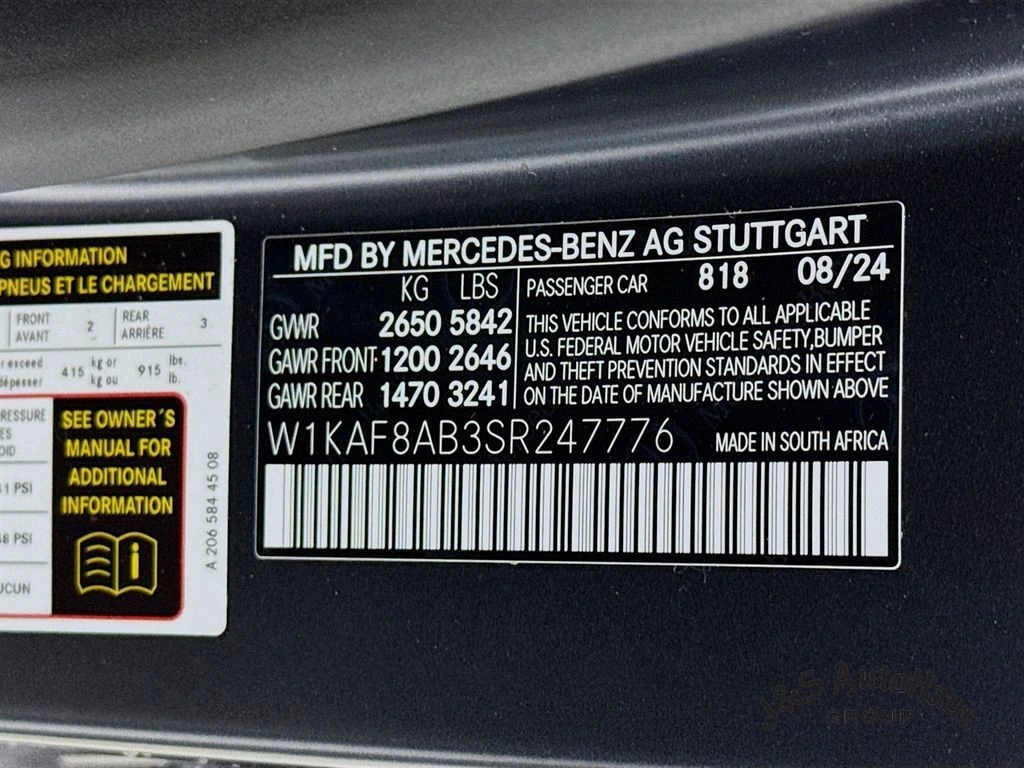 G INFORMATION
PNEUS ET LE CHARGEMENT
FRONT
AVANT
2
REAR
ARRIÈRE
3
r exceed
dépasser
415
kg or
kg ou
915
lbs.
lb.
RESSURE
ES
OID
1 PSI
8 PSI
UCUN
SEE OWNER´S
MANUAL FOR
ADDITIONAL
INFORMATION
A 206 584 45 08
MFD BY MERCEDES-BENZ AG STUTTGART
KG LBS
GVWR 2650 5842
GAWR FRONT 1200 2646
GAWR REAR 1470 3241
PASSENGER CAR 818 08/24
THIS VEHICLE CONFORMS TO ALL APPLICABLE
U.S. FEDERAL MOTOR VEHICLE SAFETY,BUMPER
AND THEFT PREVENTION STANDARDS IN EFFECT
ON THE DATE OF MANUFACTURE SHOWN ABOVE
W1KAF8AB3SR247776
MADE IN SOUTH AFRICA
J&S AutoHaus
GROUP